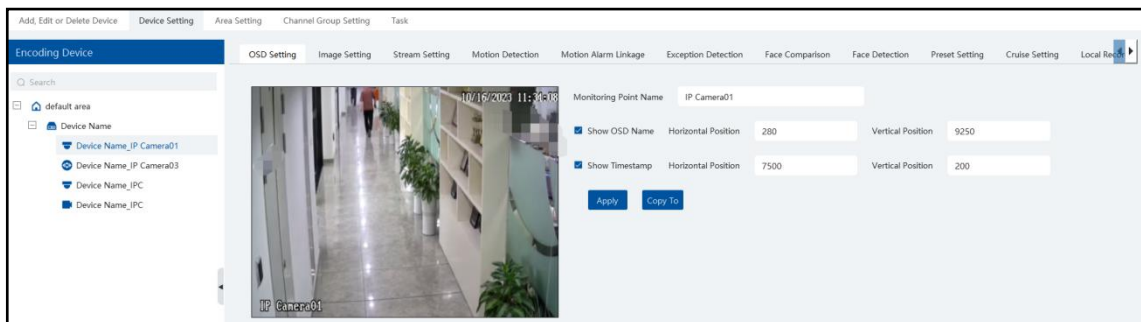 Add, Edit or Delete Device Device Setting Area Setting Channel Group Setting Task
Encoding Device
OSD Setting Image Setting Stream Setting Motion Detection Motion Alarm Linkage Exception Detection Face Comparison Face Detection Preset Setting Cruise Setting Local
Search
default area
Device Name
Device Name_IP Camera01
Device Name_IP Camera03
Device Name_IPC
Device Name_IPC
10/16/2023 11:34:08
IP Camera01
Monitoring Point Name IP Camera01
Show OSD Name Horizontal Position 280 Vertical Position 9250
Show Timestamp Horizontal Position 7500 Vertical Position 200
Apply Copy To